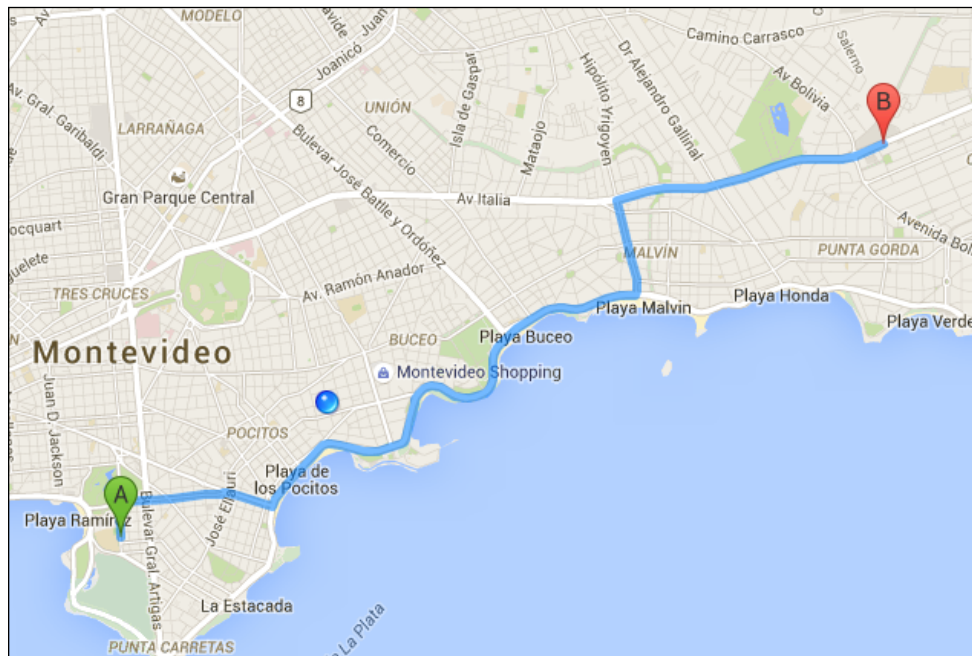 MODELO
Camino Carrasco
Joanicó
Juan
Salerno
Dr Alejandro Gallinal
Hipólito Yrigoyen
Isla de Gaspar
Av Bolivia
8
UNIÓN
B
Av. Gral. Garibaldi
LARRAÑAGA
Comercio
Mataojo
Bulevar José Batlle y Ordóñez
Gran Parque Central
Av Italia
Avenida Bol
MALVÍN
PUNTA GORDA
Av. Ramón Anador
TRES CRUCES
Playa Honda
Playa Malvin
Playa Verde
BUCEO
Playa Buceo
Montevideo
Montevideo Shopping
Juan D. Jackson
POCITOS
Playa de
los Pocitos
José Ellauri
A
Playa Ramírez
Bulevar Gral. Artigas
La Estacada
La Plata
PUNTA CARRETAS